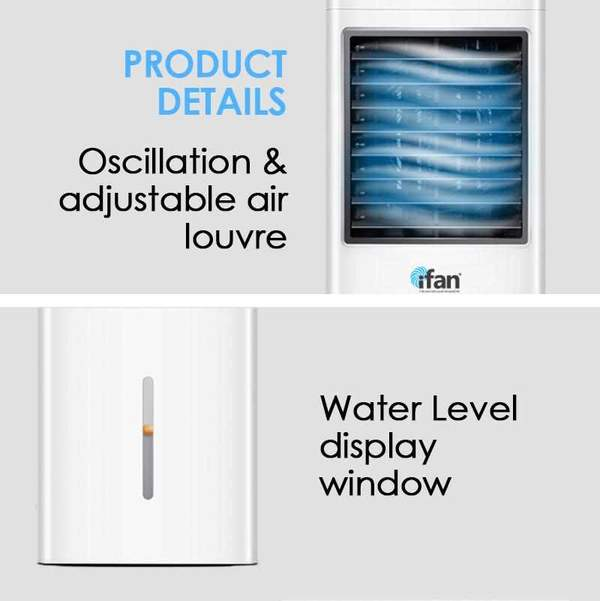 PRODUCT
DETAILS
Oscillation &
adjustable air
louvre
ifan
Water Level
display
window